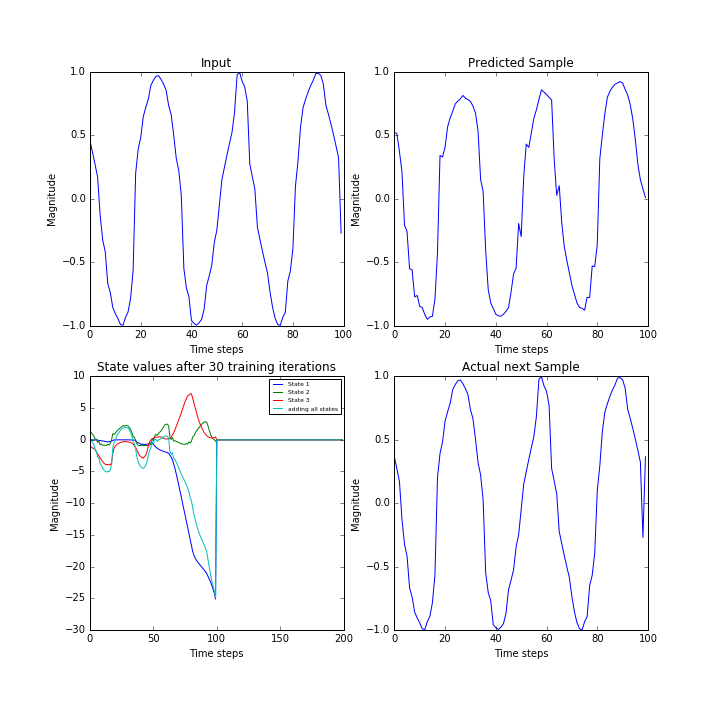 Input
1.0
0.5
0.0
−0.5
−1.0
Magnitude
0 20 40 60 80 100
Time steps
Predicted Sample
1.0
0.5
0.0
−0.5
−1.0
Magnitude
0 20 40 60 80 100
Time steps
State values after 30 training iterations
10
5
0
−5
−10
−15
−20
−25
−30
Magnitude
State 1
State 2
State 3
adding all states
0 50 100 150 200
Time steps
Actual next Sample
1.0
0.5
0.0
−0.5
−1.0
Magnitude
0 20 40 60 80 100
Time steps